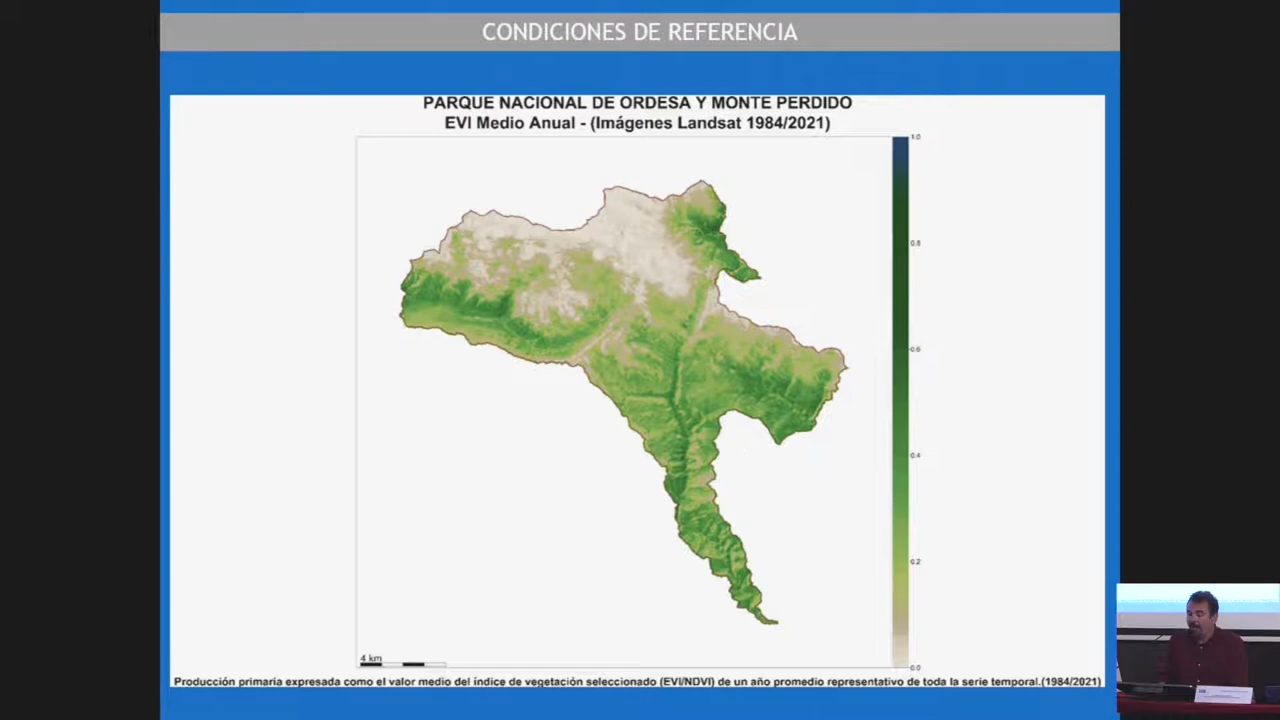 CONDICIONES DE REFERENCIA
PARQUE NACIONAL DE ORDESA Y MONTE PERDIDO
EVI Medio Anual - (Imágenes Landsat 1984/2021)
1.0
0.8
0.6
0.4
0.2
0.0
4 km
Producción primaria expresada como el valor medio del índice de vegetación seleccionado (EVI/NDVI) de un año promedio representativo de toda la serie temporal.(1984/2021)